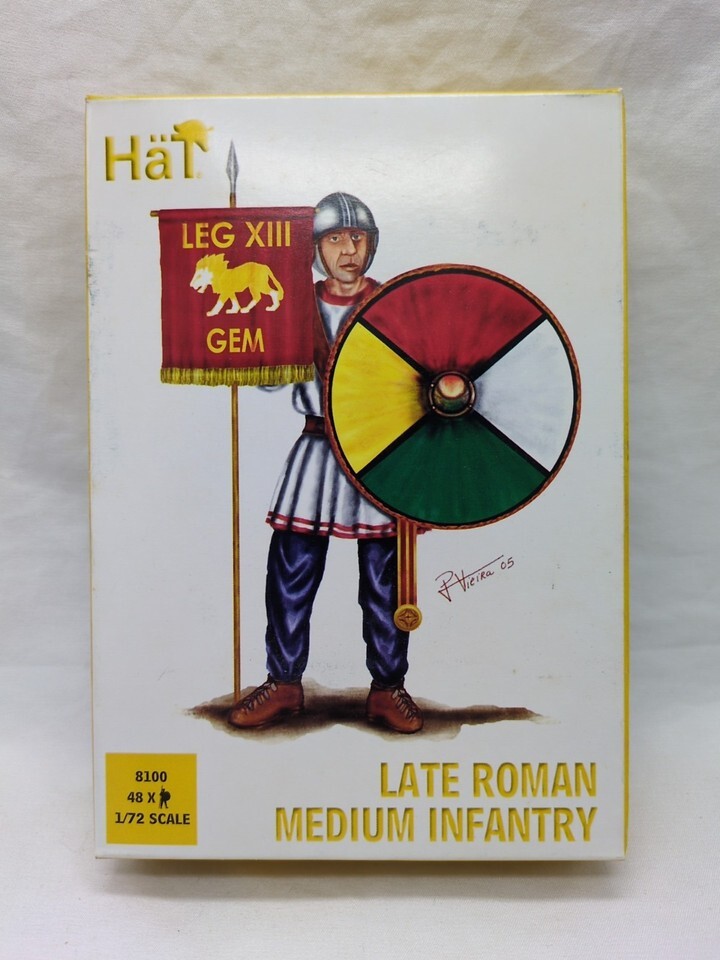 HäT
LEG XIII
GEM
P Vieira 05
8100
48 X
1/72 SCALE
LATE ROMAN
MEDIUM INFANTRY